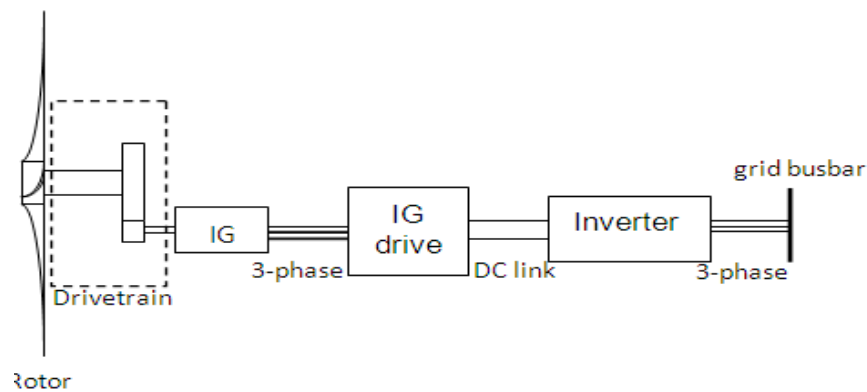 grid busbar
IG
drive
Inverter
IG
3-phase
DC link
3-phase
Drivetrain
Rotor